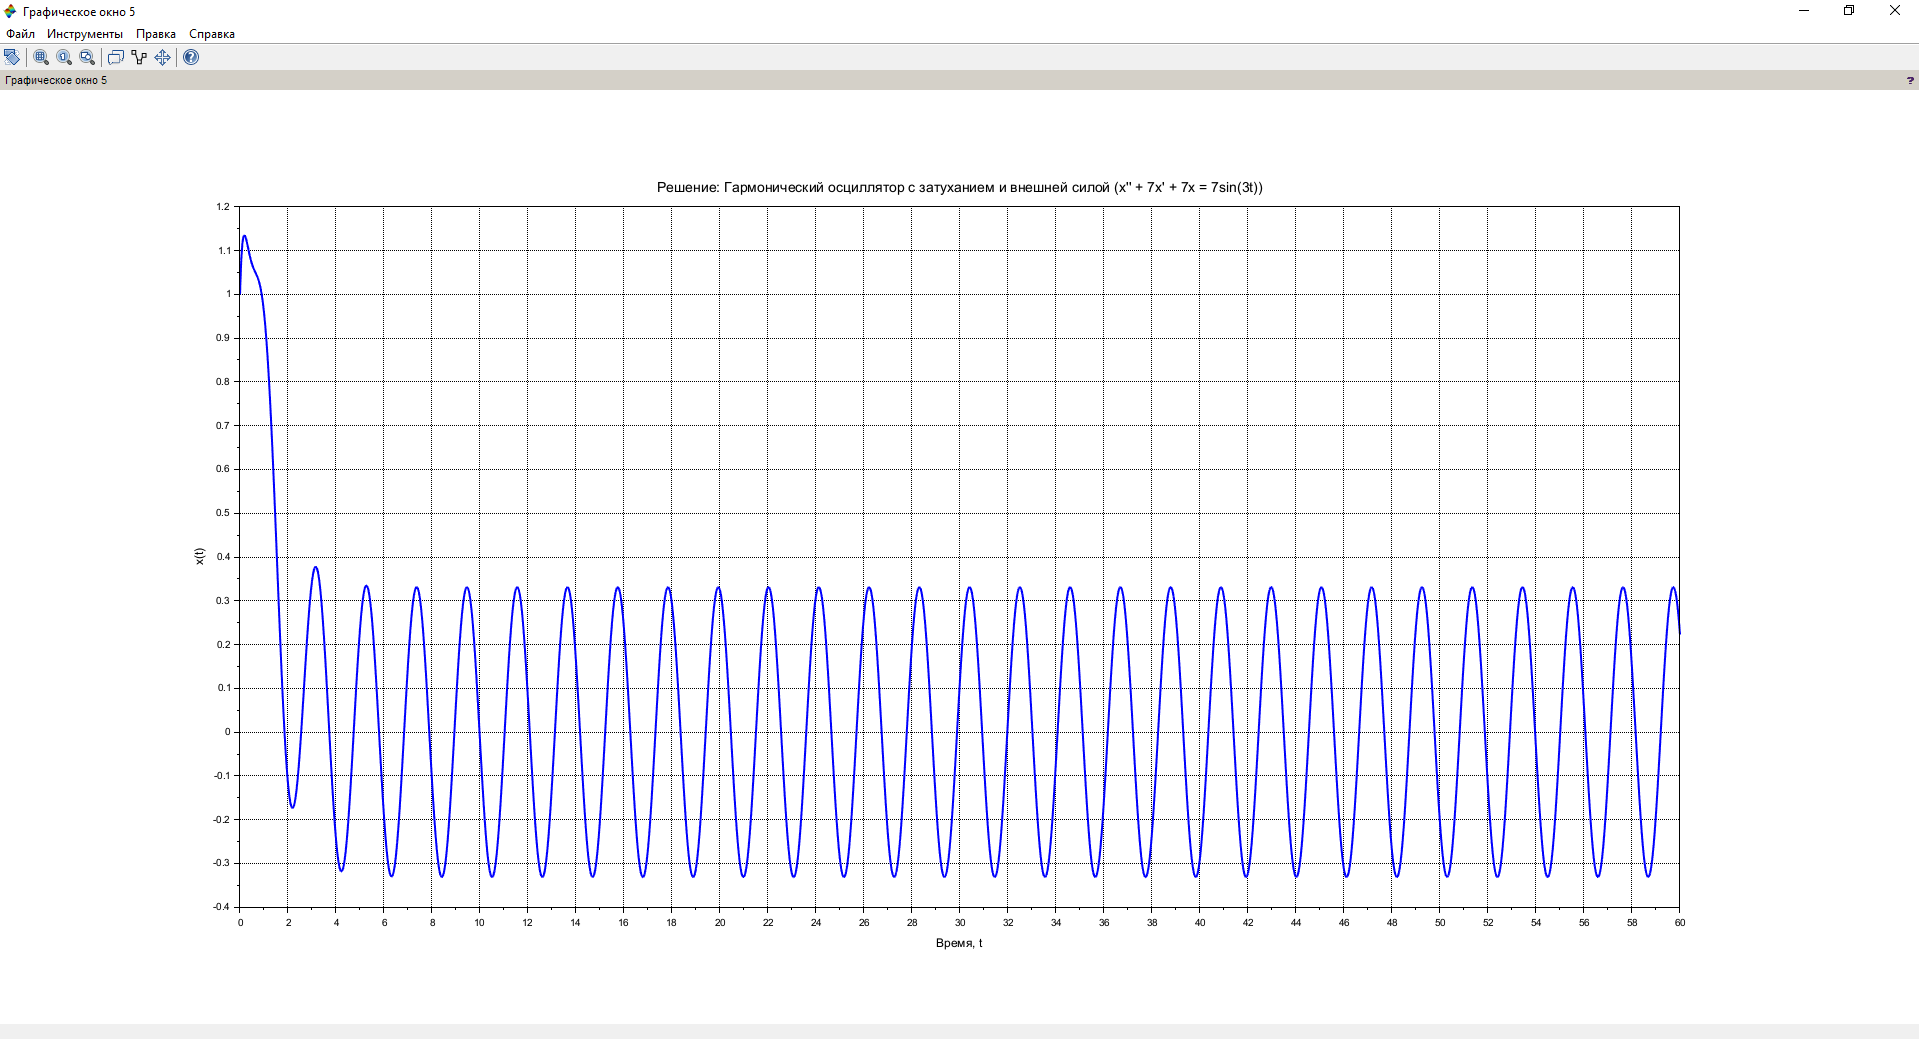 Графическое окно 5
Файл Инструменты Правка Справка
Графическое окно 5 ?
Решение: Гармонический осциллятор с затуханием и внешней силой (x'' + 7x' + 7x = 7sin(3t))
1.2
1.1
1
0.9
0.8
0.7
0.6
0.5
0.4
0.3
0.2
0.1
0
-0.1
-0.2
-0.3
-0.4
x(t)
0 2 4 6 8 10 12 14 16 18 20 22 24 26 28 30 32 34 36 38 40 42 44 46 48 50 52 54 56 58 60
Время, t